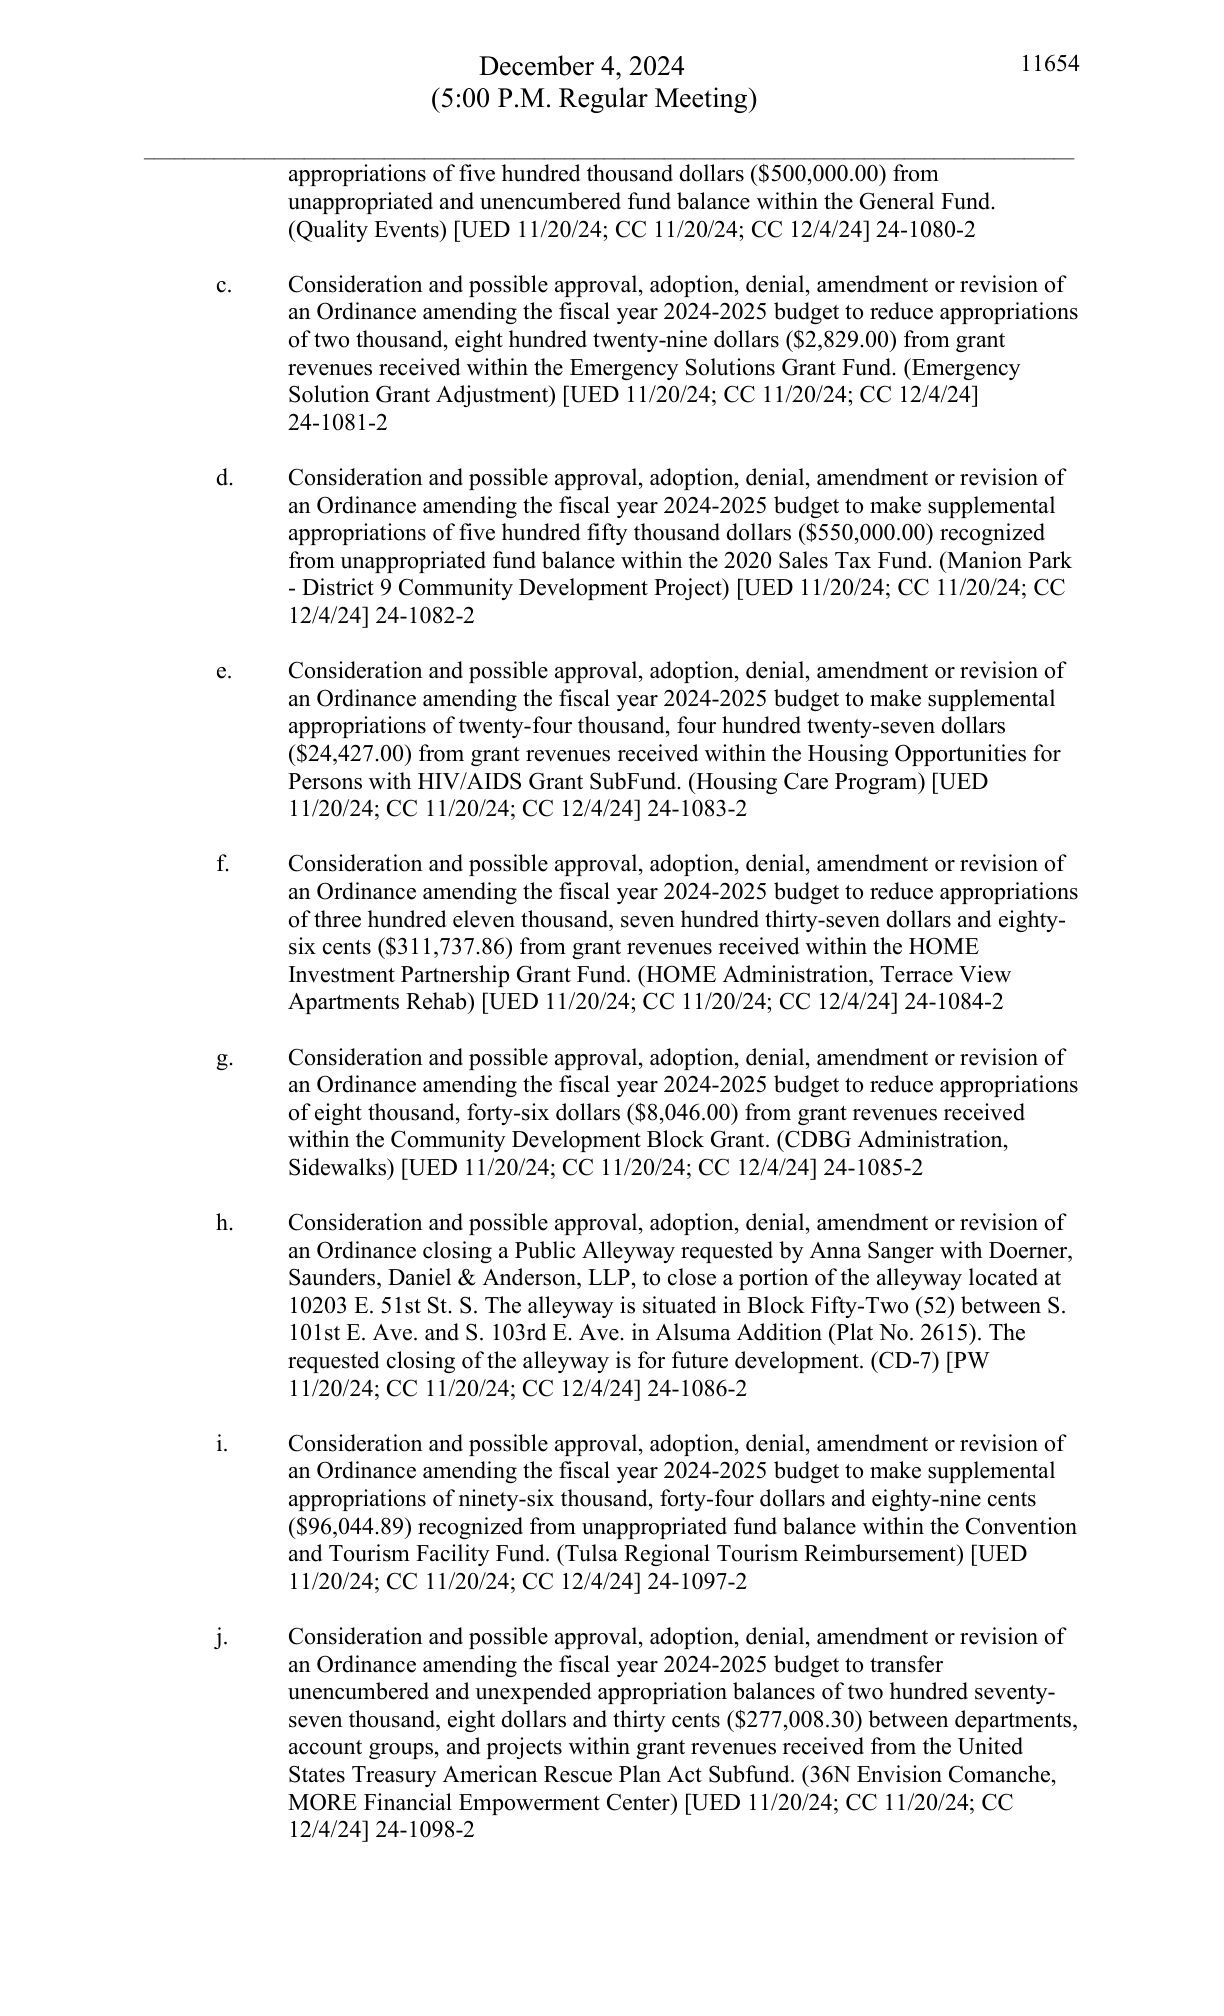 December 4, 2024
11654
(5:00 P.M. Regular Meeting)
appropriations of five hundred thousand dollars ($500,000.00) from
unappropriated and unencumbered fund balance within the General Fund.
(Quality Events) [UED 11/20/24; CC 11/20/24; CC 12/4/24] 24-1080-2
c. Consideration and possible approval, adoption, denial, amendment or revision of
an Ordinance amending the fiscal year 2024-2025 budget to reduce appropriations
of two thousand, eight hundred twenty-nine dollars ($2,829.00) from grant
revenues received within the Emergency Solutions Grant Fund. (Emergency
Solution Grant Adjustment) [UED 11/20/24; CC 11/20/24; CC 12/4/24]
24-1081-2
d. Consideration and possible approval, adoption, denial, amendment or revision of
an Ordinance amending the fiscal year 2024-2025 budget to make supplemental
appropriations of five hundred fifty thousand dollars ($550,000.00) recognized
from unappropriated fund balance within the 2020 Sales Tax Fund. (Manion Park
- District 9 Community Development Project) [UED 11/20/24; CC 11/20/24; CC
12/4/24] 24-1082-2
e. Consideration and possible approval, adoption, denial, amendment or revision of
an Ordinance amending the fiscal year 2024-2025 budget to make supplemental
appropriations of twenty-four thousand, four hundred twenty-seven dollars
($24,427.00) from grant revenues received within the Housing Opportunities for
Persons with HIV/AIDS Grant SubFund. (Housing Care Program) [UED
11/20/24; CC 11/20/24; CC 12/4/24] 24-1083-2
f. Consideration and possible approval, adoption, denial, amendment or revision of
an Ordinance amending the fiscal year 2024-2025 budget to reduce appropriations
of three hundred eleven thousand, seven hundred thirty-seven dollars and eighty-
six cents ($311,737.86) from grant revenues received within the HOME
Investment Partnership Grant Fund. (HOME Administration, Terrace View
Apartments Rehab) [UED 11/20/24; CC 11/20/24; CC 12/4/24] 24-1084-2
g. Consideration and possible approval, adoption, denial, amendment or revision of
an Ordinance amending the fiscal year 2024-2025 budget to reduce appropriations
of eight thousand, forty-six dollars ($8,046.00) from grant revenues received
within the Community Development Block Grant. (CDBG Administration,
Sidewalks) [UED 11/20/24; CC 11/20/24; CC 12/4/24] 24-1085-2
h. Consideration and possible approval, adoption, denial, amendment or revision of
an Ordinance closing a Public Alleyway requested by Anna Sanger with Doerner,
Saunders, Daniel & Anderson, LLP, to close a portion of the alleyway located at
10203 E. 51st St. S. The alleyway is situated in Block Fifty-Two (52) between S.
101st E. Ave. and S. 103rd E. Ave. in Alsuma Addition (Plat No. 2615). The
requested closing of the alleyway is for future development. (CD-7) [PW
11/20/24; CC 11/20/24; CC 12/4/24] 24-1086-2
i. Consideration and possible approval, adoption, denial, amendment or revision of
an Ordinance amending the fiscal year 2024-2025 budget to make supplemental
appropriations of ninety-six thousand, forty-four dollars and eighty-nine cents
($96,044.89) recognized from unappropriated fund balance within the Convention
and Tourism Facility Fund. (Tulsa Regional Tourism Reimbursement) [UED
11/20/24; CC 11/20/24; CC 12/4/24] 24-1097-2
j. Consideration and possible approval, adoption, denial, amendment or revision of
an Ordinance amending the fiscal year 2024-2025 budget to transfer
unencumbered and unexpended appropriation balances of two hundred seventy-
seven thousand, eight dollars and thirty cents ($277,008.30) between departments,
account groups, and projects within grant revenues received from the United
States Treasury American Rescue Plan Act Subfund. (36N Envision Comanche,
MORE Financial Empowerment Center) [UED 11/20/24; CC 11/20/24; CC
12/4/24] 24-1098-2